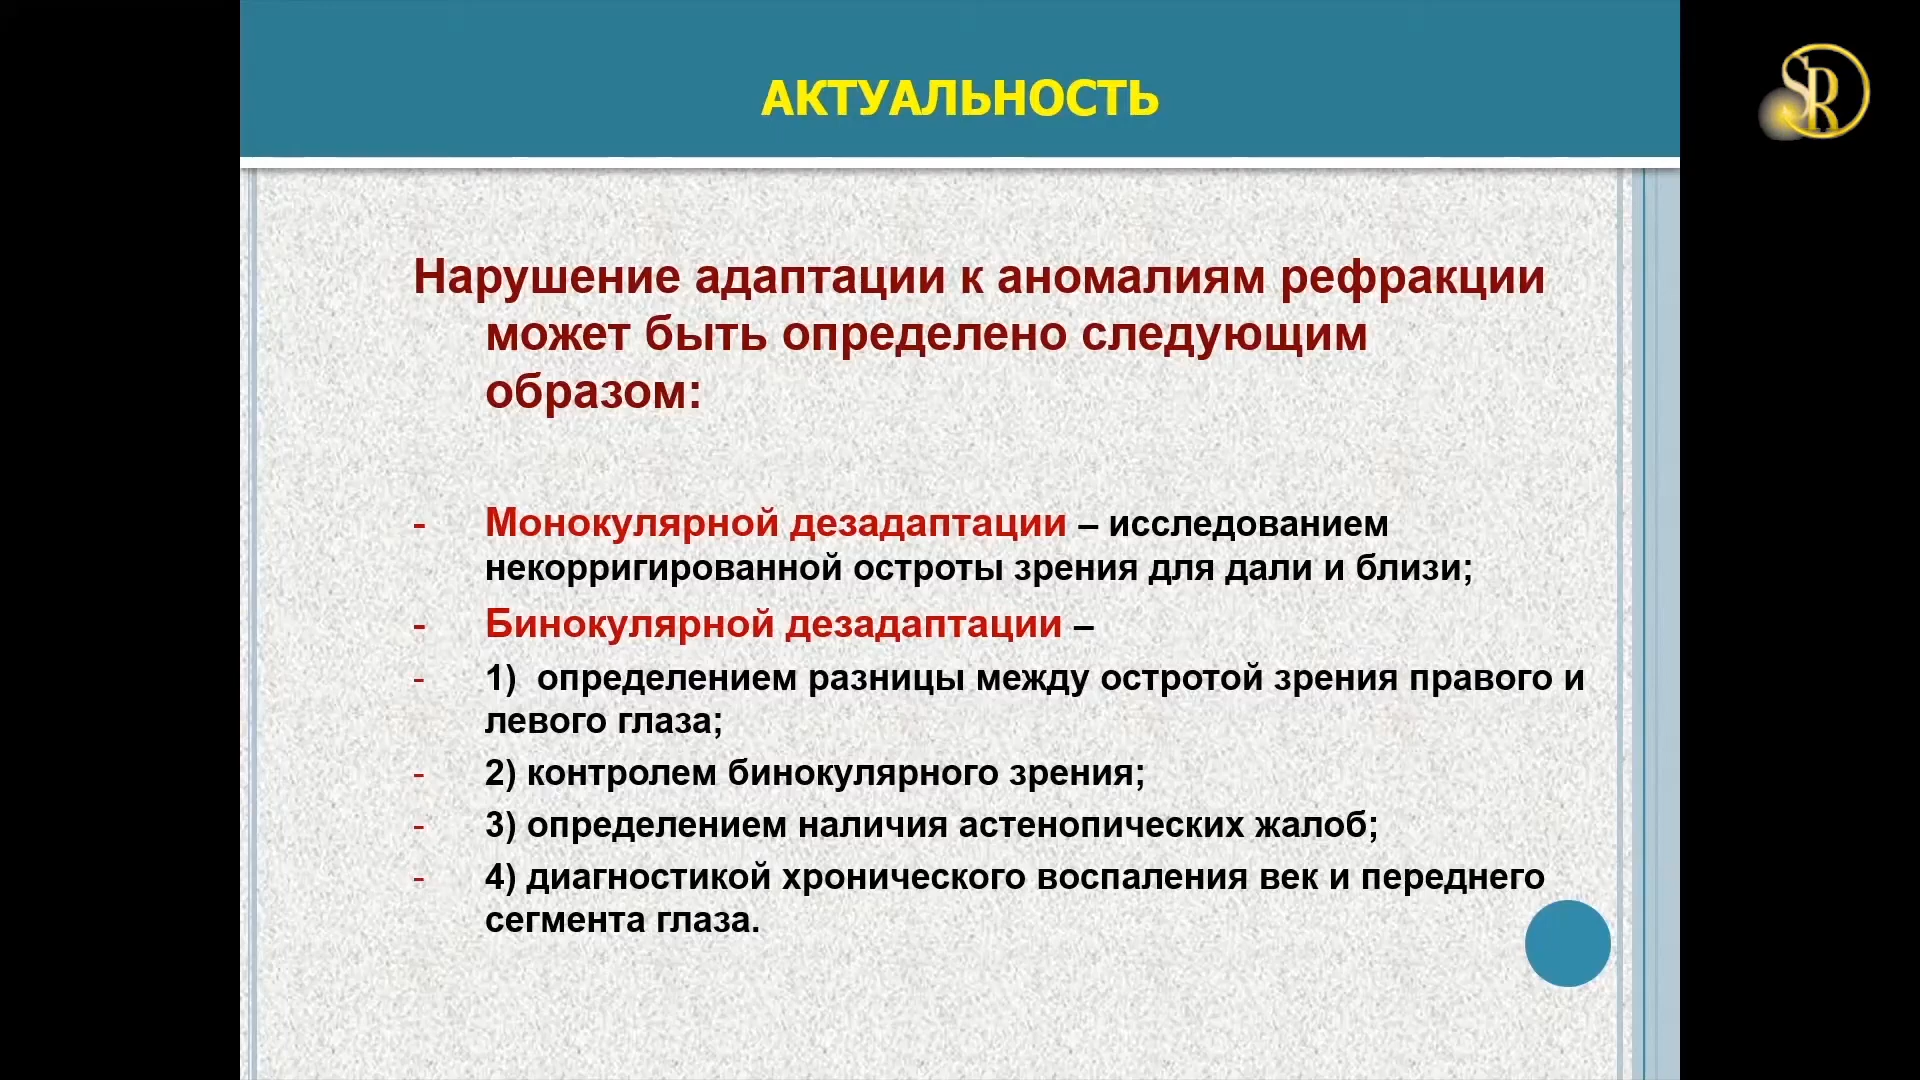 АКТУАЛЬНОСТЬ
SR
Нарушение адаптации к аномалиям рефракции
может быть определено следующим
образом:
- Монокулярной дезадаптации – исследованием
некорригированной остроты зрения для дали и близи;
- Бинокулярной дезадаптации –
- 1) определением разницы между остротой зрения правого и
левого глаза;
- 2) контролем бинокулярного зрения;
- 3) определением наличия астенопических жалоб;
- 4) диагностикой хронического воспаления век и переднего
сегмента глаза.